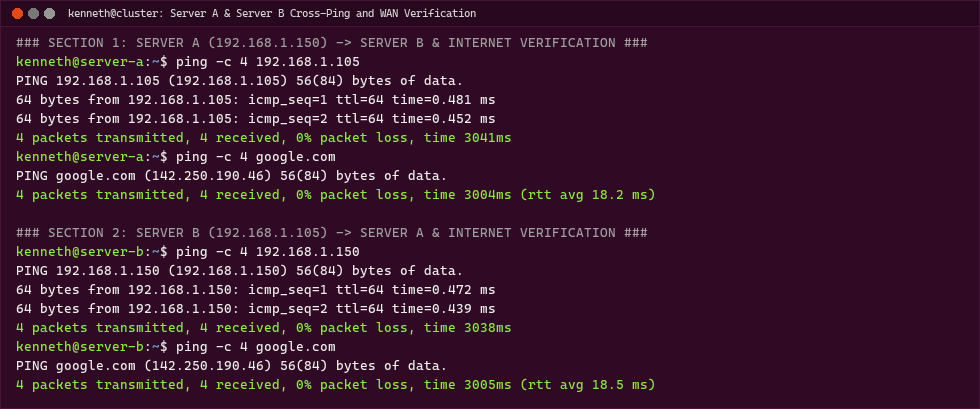 kenneth@cluster: Server A & Server B Cross-Ping and WAN Verification
### SECTION 1: SERVER A (192.168.1.150) -> SERVER B & INTERNET VERIFICATION ###
kenneth@server-a:~$ ping -c 4 192.168.1.105
PING 192.168.1.105 (192.168.1.105) 56(84) bytes of data.
64 bytes from 192.168.1.105: icmp_seq=1 ttl=64 time=0.481 ms
64 bytes from 192.168.1.105: icmp_seq=2 ttl=64 time=0.452 ms
4 packets transmitted, 4 received, 0% packet loss, time 3041ms
kenneth@server-a:~$ ping -c 4 google.com
PING google.com (142.250.190.46) 56(84) bytes of data.
4 packets transmitted, 4 received, 0% packet loss, time 3004ms (rtt avg 18.2 ms)
### SECTION 2: SERVER B (192.168.1.105) -> SERVER A & INTERNET VERIFICATION ###
kenneth@server-b:~$ ping -c 4 192.168.1.150
PING 192.168.1.150 (192.168.1.150) 56(84) bytes of data.
64 bytes from 192.168.1.150: icmp_seq=1 ttl=64 time=0.472 ms
64 bytes from 192.168.1.150: icmp_seq=2 ttl=64 time=0.439 ms
4 packets transmitted, 4 received, 0% packet loss, time 3038ms
kenneth@server-b:~$ ping -c 4 google.com
PING google.com (142.250.190.46) 56(84) bytes of data.
4 packets transmitted, 4 received, 0% packet loss, time 3005ms (rtt avg 18.5 ms)